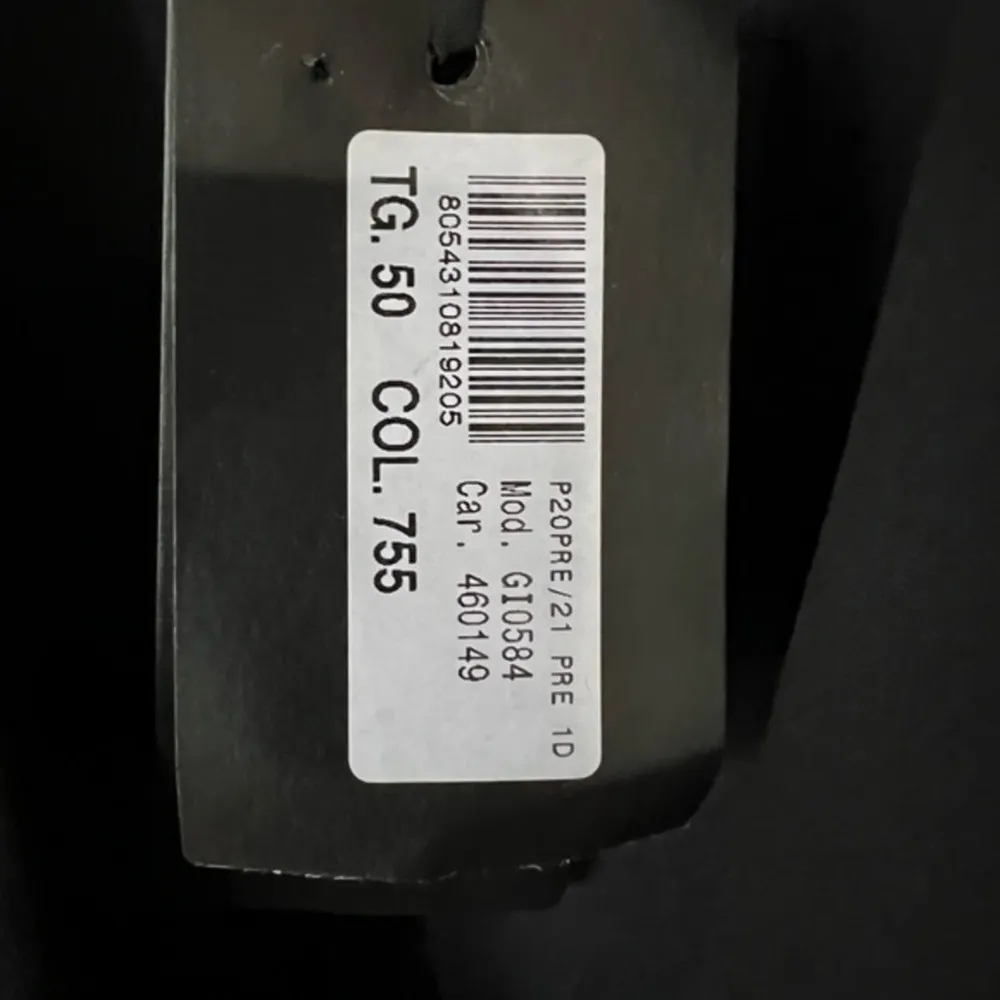 P20PRE/21 PRE 1D
Mod. GI0584
Car. 460149
8054310819205
TG. 50 COL. 755